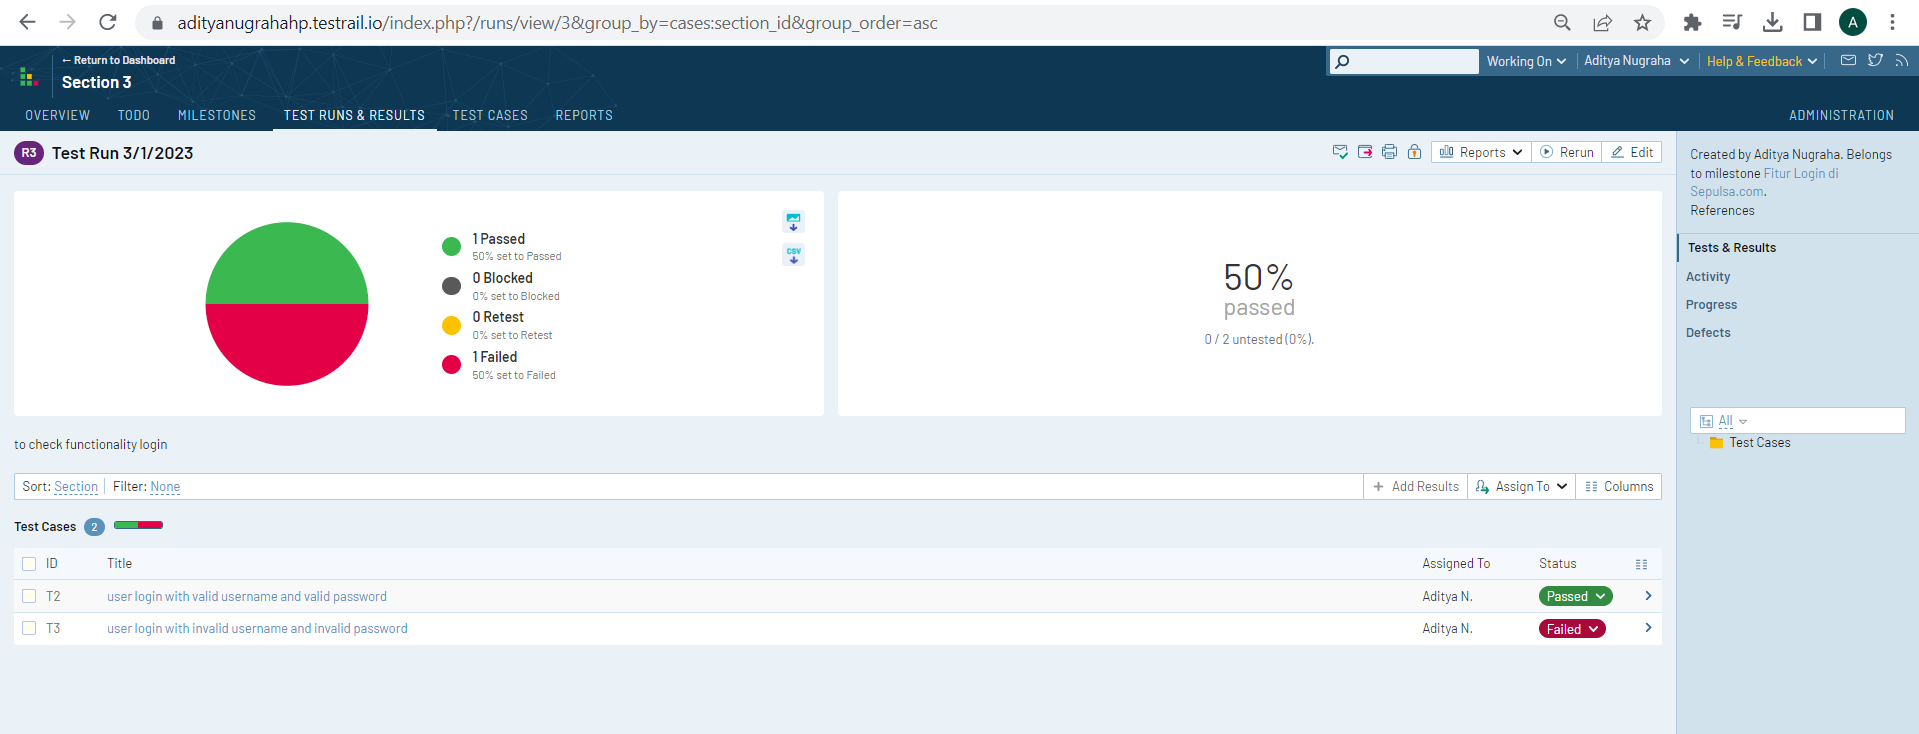 adityanugrahahp.testrail.io/index.php?/runs/view/3&group_by=cases:section_id&group_order=asc
A
← Return to Dashboard
Section 3
Working On
Aditya Nugraha
Help & Feedback
OVERVIEW TODO MILESTONES TEST RUNS & RESULTS TEST CASES REPORTS ADMINISTRATION
R3 Test Run 3/1/2023
Reports Rerun Edit
1 Passed
50% set to Passed
0 Blocked
0% set to Blocked
0 Retest
0% set to Retest
1 Failed
50% set to Failed
CSV
50%
passed
0 / 2 untested (0%).
Created by Aditya Nugraha. Belongs
to milestone Fitur Login di
Sepulsa.com.
References
Tests & Results
Activity
Progress
Defects
All
Test Cases
to check functionality login
Sort: Section Filter: None
+ Add Results Assign To Columns
Test Cases 2
ID Title Assigned To Status
T2 user login with valid username and valid password Aditya N. Passed
T3 user login with invalid username and invalid password Aditya N. Failed